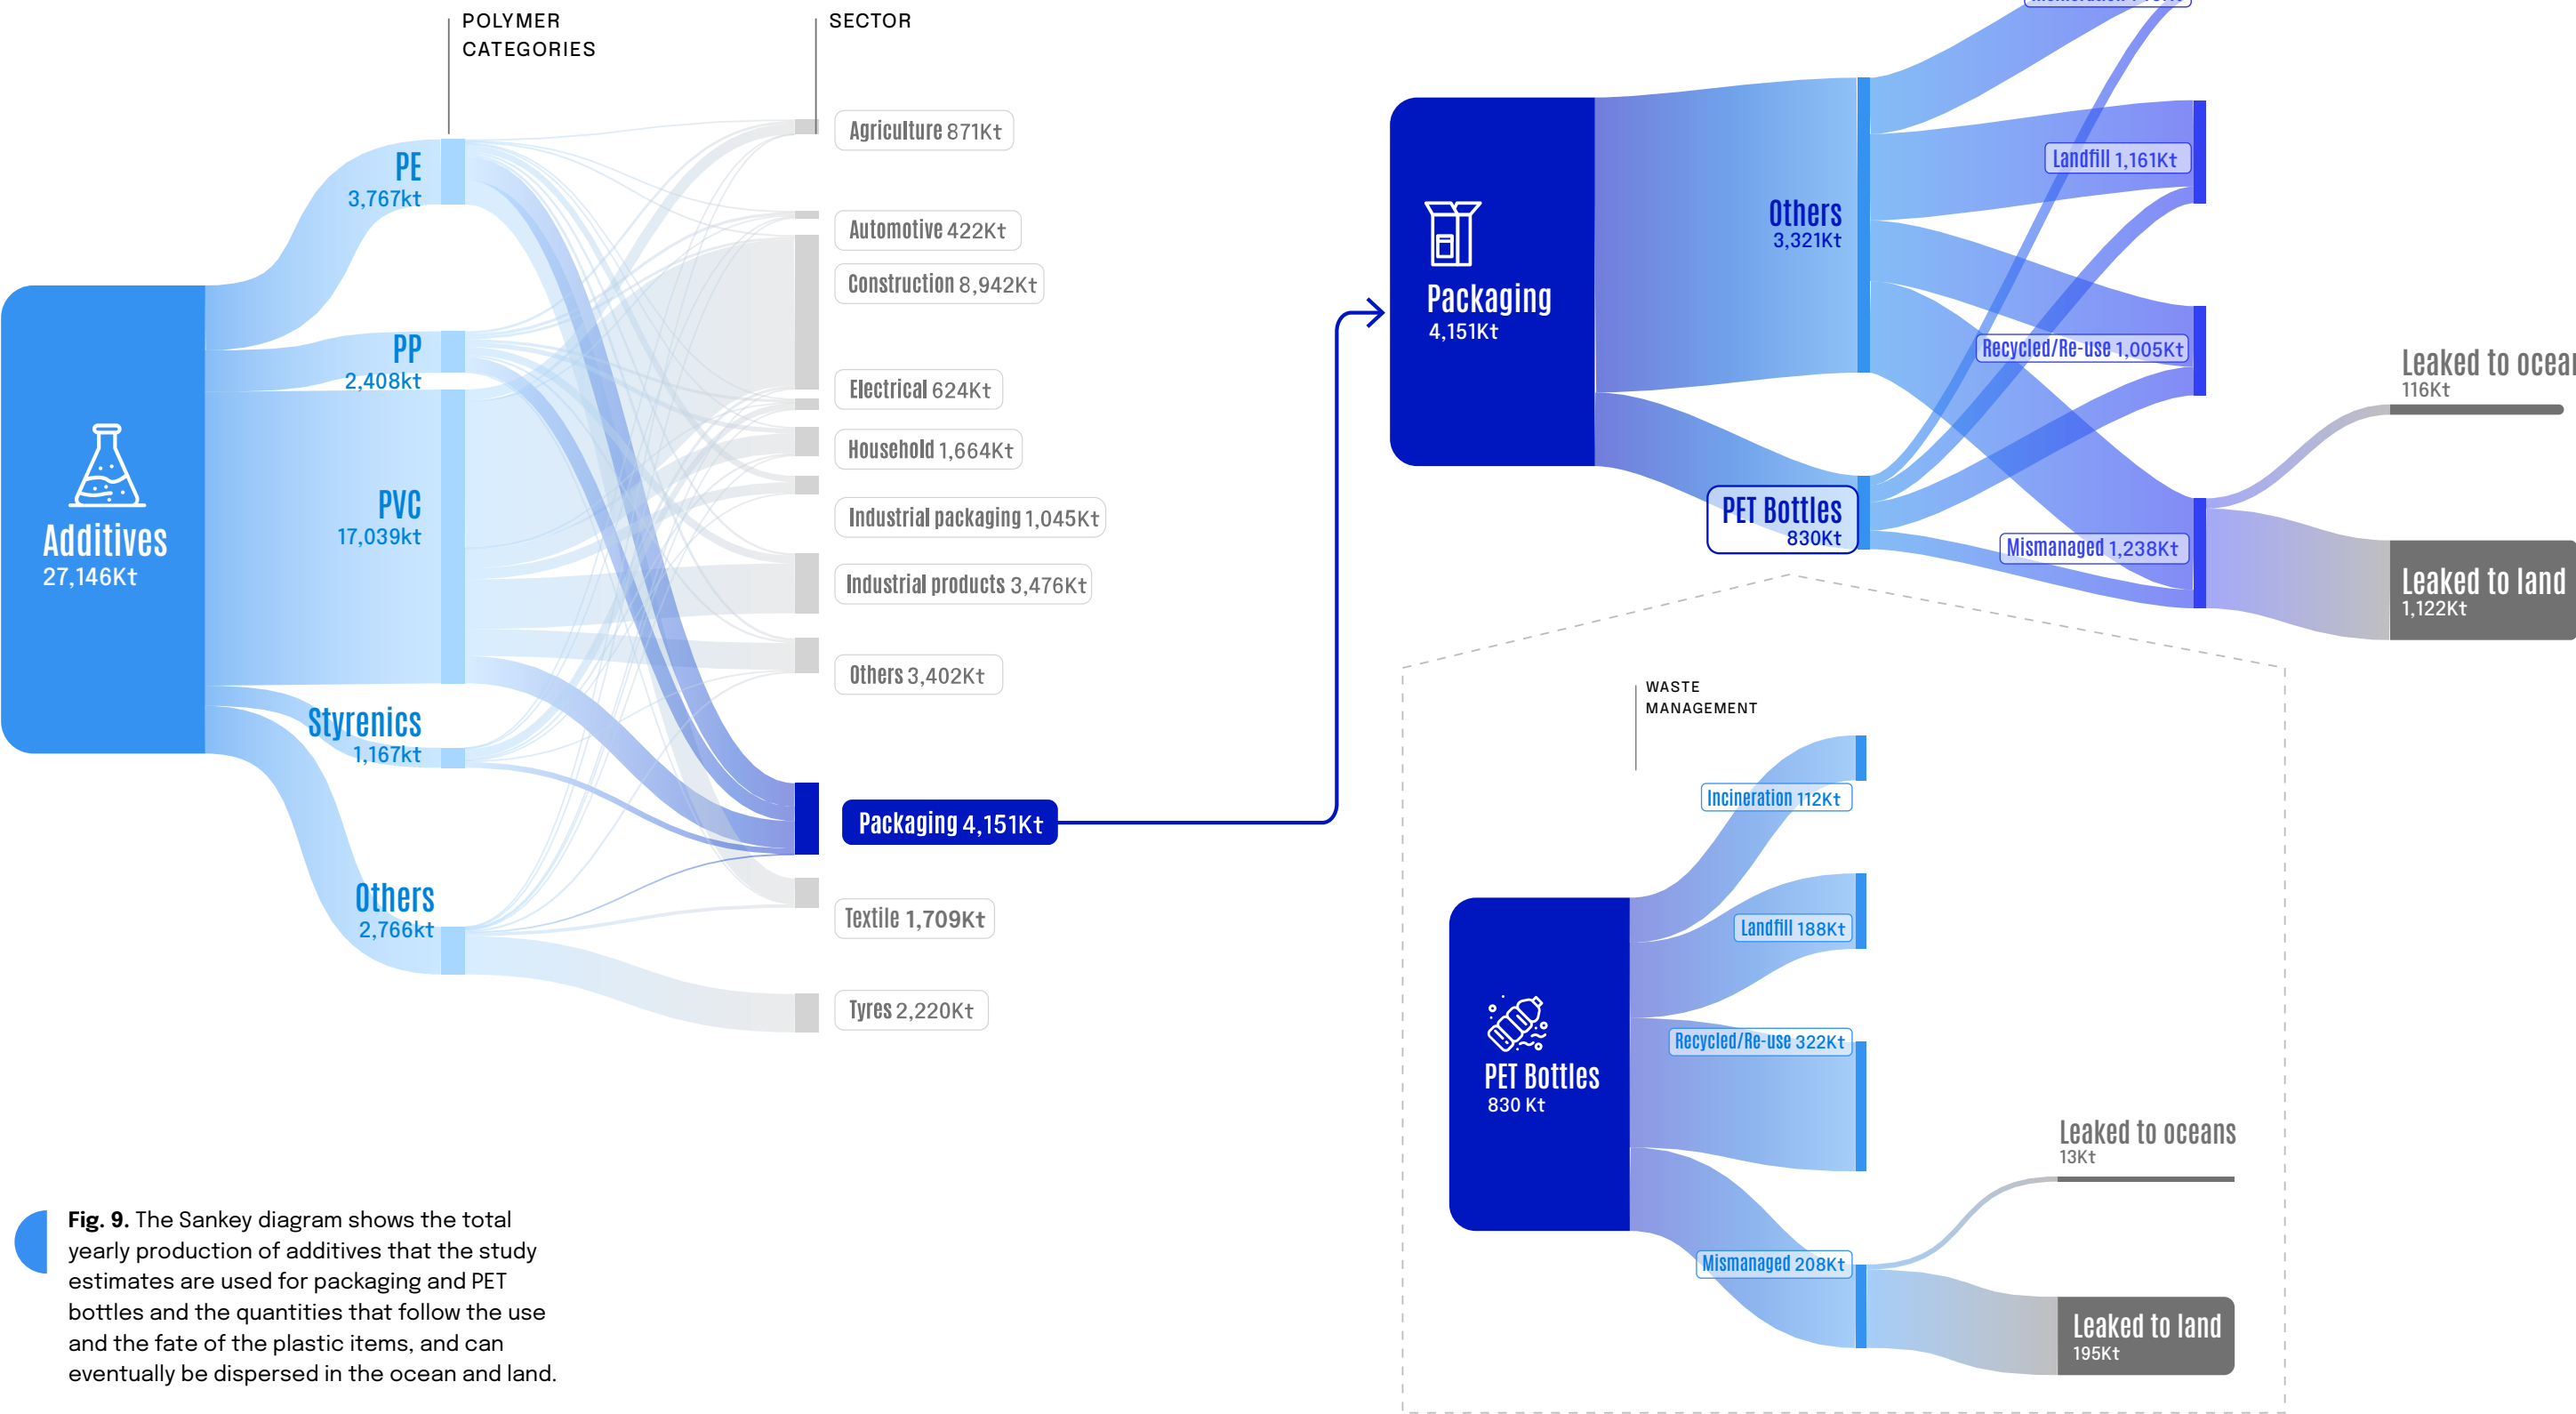 POLYMER
CATEGORIES
SECTOR
PE
3,767kt
PP
2,408kt
PVC
17,039kt
Styrenics
1,167kt
Others
2,766kt
Additives
27,146Kt
Agriculture 871Kt
Automotive 422Kt
Construction 8,942Kt
Electrical 624Kt
Household 1,664Kt
Industrial packaging 1,045Kt
Industrial products 3,476Kt
Others 3,402Kt
Packaging 4,151Kt
Textile 1,709Kt
Tyres 2,220Kt
Packaging
4,151Kt
Others
3,321Kt
PET Bottles
830Kt
Landfill 1,161Kt
Recycled/Re-use 1,005Kt
Mismanaged 1,238Kt
Leaked to
116Kt
Leaked to land
1,122Kt
WASTE
MANAGEMENT
Incineration 112Kt
Landfill 188Kt
Recycled/Re-use 322Kt
Mismanaged 208Kt
PET Bottles
830 Kt
Leaked to oceans
13Kt
Leaked to land
195Kt
Fig. 9. The Sankey diagram shows the total
yearly production of additives that the study
estimates are used for packaging and PET
bottles and the quantities that follow the use
and the fate of the plastic items, and can
eventually be dispersed in the ocean and land.